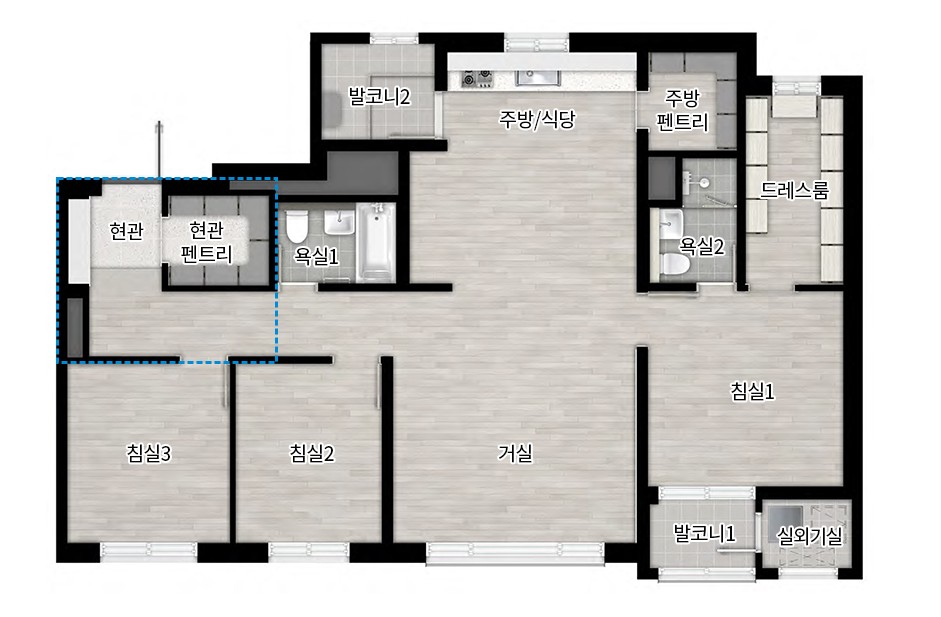 발코니2
주방/식당
주방
펜트리
드레스룸
현관
현관
펜트리
욕실1
욕실2
침실1
침실3
침실2
거실
발코니1
실외기실